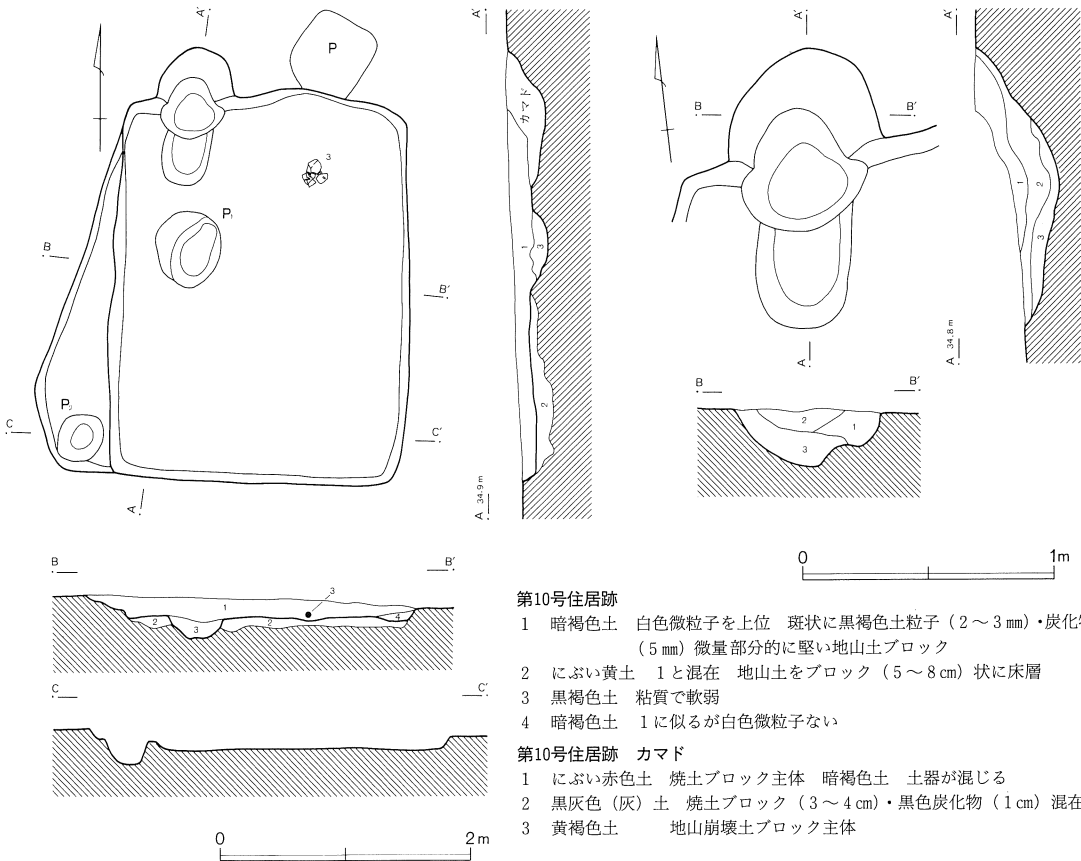 A′
P
3
P₁
B
B′
P₂
C
C′
A
A′
カマド
1
3
2
A 34.9m
A′
B
B′
A
A′
1
2
3
A 34.8m
B
B′
2
1
3
B
B′
3
1
2
3
2
4
C
C′
0 1m
0 2m
第10号住居跡
1 暗褐色土 白色微粒子を上位 斑状に黒褐色土粒子(2〜3㎜)・炭化
(5㎜)微量部分的に堅い地山土ブロック
2 にぶい黄土 1と混在 地山土をブロック(5〜8㎝)状に床層
3 黒褐色土 粘質で軟弱
4 暗褐色土 1に似るが白色微粒子ない
第10号住居跡 カマド
1 にぶい赤色土 焼土ブロック主体 暗褐色土 土器が混じる
2 黒灰色(灰)土 焼土ブロック(3〜4㎝)・黒色炭化物(1㎝)混在
3 黄褐色土 地山崩壊土ブロック主体